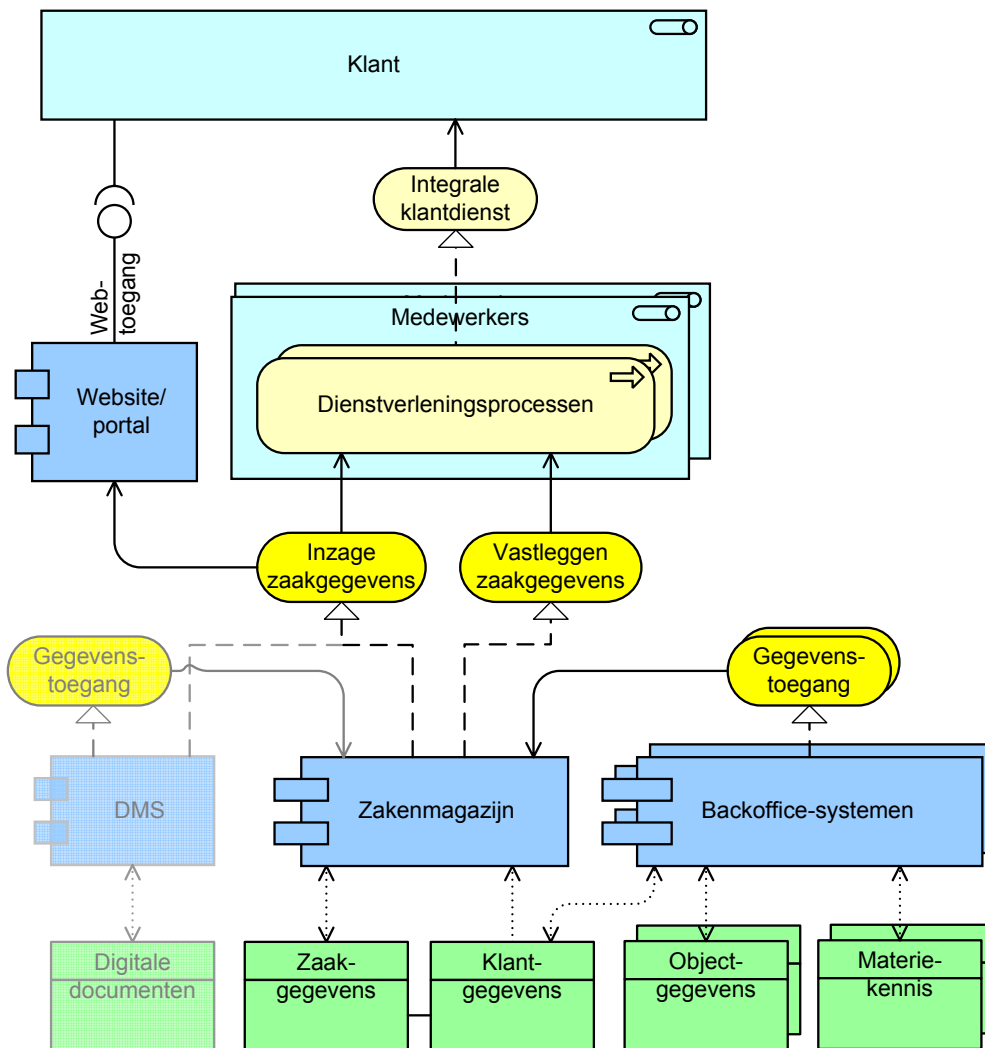 Klant
Integrale
klantdienst
Web-
toegang
Medewerkers
Website/
portal
Dienstverleningsprocessen
Inzage
zaakgegevens
Vastleggen
zaakgegevens
Gegevens-
toegang
Gegevens-
toegang
DMS
Zakenmagazijn
Backoffice-systemen
Digitale
documenten
Zaak-
gegevens
Klant-
gegevens
Object-
gegevens
Materie-
kennis